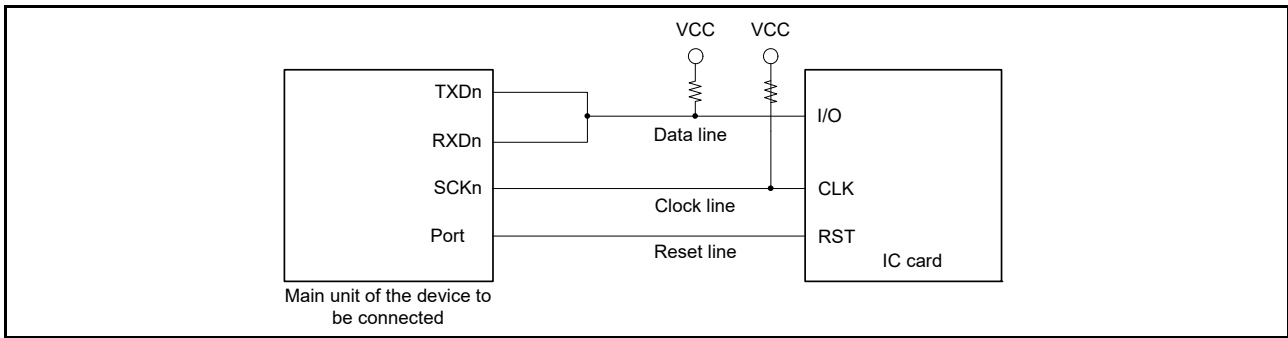 VCC VCC
TXDn
I/O
RXDn
Data line
SCKn
CLK
Clock line
Port
RST
Reset line
IC card
Main unit of the device to
be connected